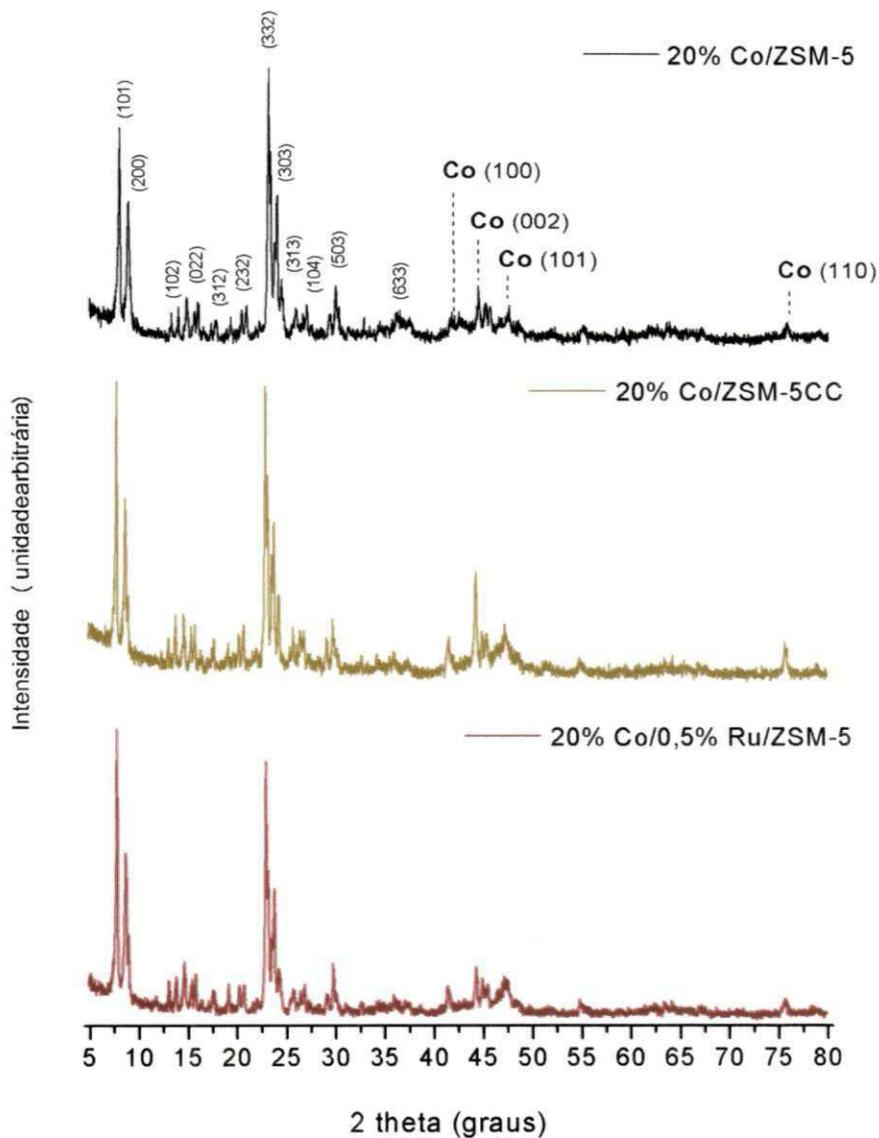 (332)
20% Co/ZSM-5
(101)
(200)
(303)
Co (100)
Co (002)
Co (101)
Co (110)
(102)
(022)
(312)
(232)
(313)
(104)
(503)
(633)
20% Co/ZSM-5CC
20% Co/0,5% Ru/ZSM-5
Intensidade ( unidadearbitrária)
5 10 15 20 25 30 35 40 45 50 55 60 65 70 75 80
2 theta (graus)